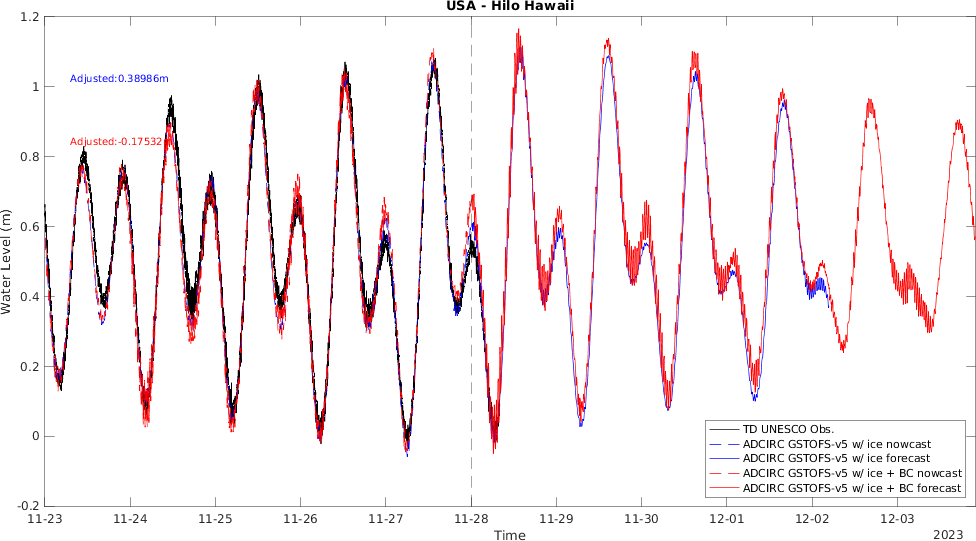 USA - Hilo Hawaii
1.2
1
0.8
0.6
0.4
0.2
0
-0.2
Water Level (m)
Adjusted:0.38986m
Adjusted:-0.17532
TD UNESCO Obs.
ADCIRC GSTOFS-v5 w/ ice nowcast
ADCIRC GSTOFS-v5 w/ ice forecast
ADCIRC GSTOFS-v5 w/ ice + BC nowcast
ADCIRC GSTOFS-v5 w/ ice + BC forecast
11-23 11-24 11-25 11-26 11-27 11-28 11-29 11-30 12-01 12-02 12-03
Time
2023